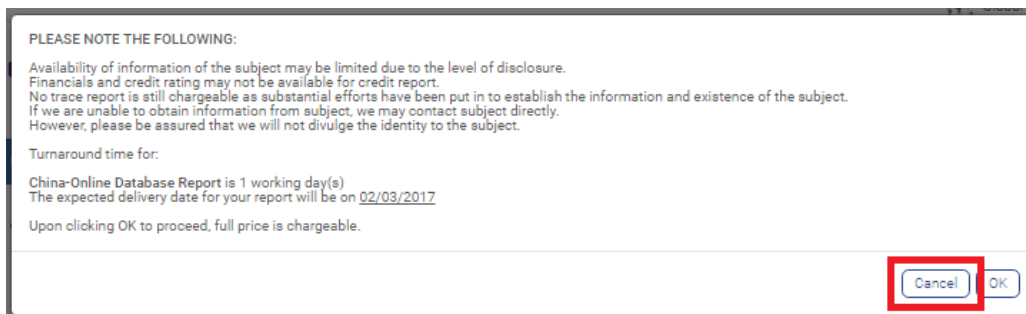 PLEASE NOTE THE FOLLOWING:
Availability of information of the subject may be limited due to the level of disclosure.
Financials and credit rating may not be available for credit report.
No trace report is still chargeable as substantial efforts have been put in to establish the information and existence of the subject.
If we are unable to obtain information from subject, we may contact subject directly.
However, please be assured that we will not divulge the identity to the subject.
Turnaround time for:
China-Online Database Report is 1 working day(s)
The expected delivery date for your report will be on 02/03/2017
Upon clicking OK to proceed, full price is chargeable.
Cancel OK